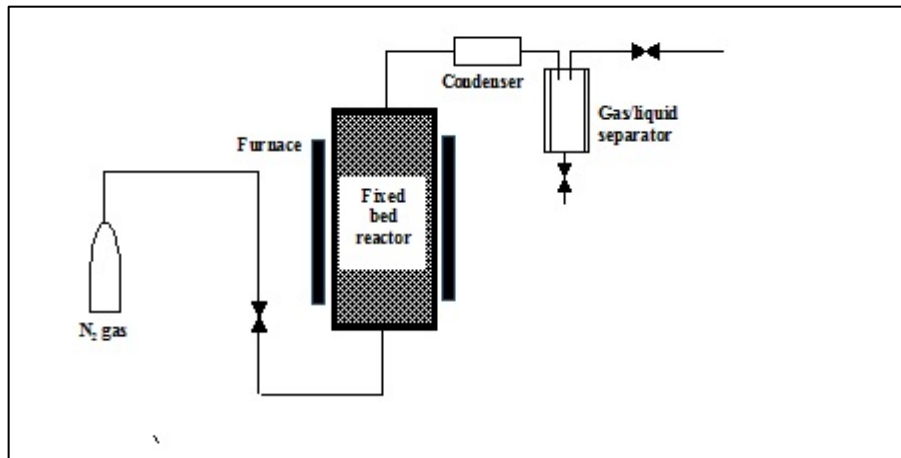 Condenser
Gas/liquid
separator
Furnace
Fixed
bed
reactor
N₂ gas